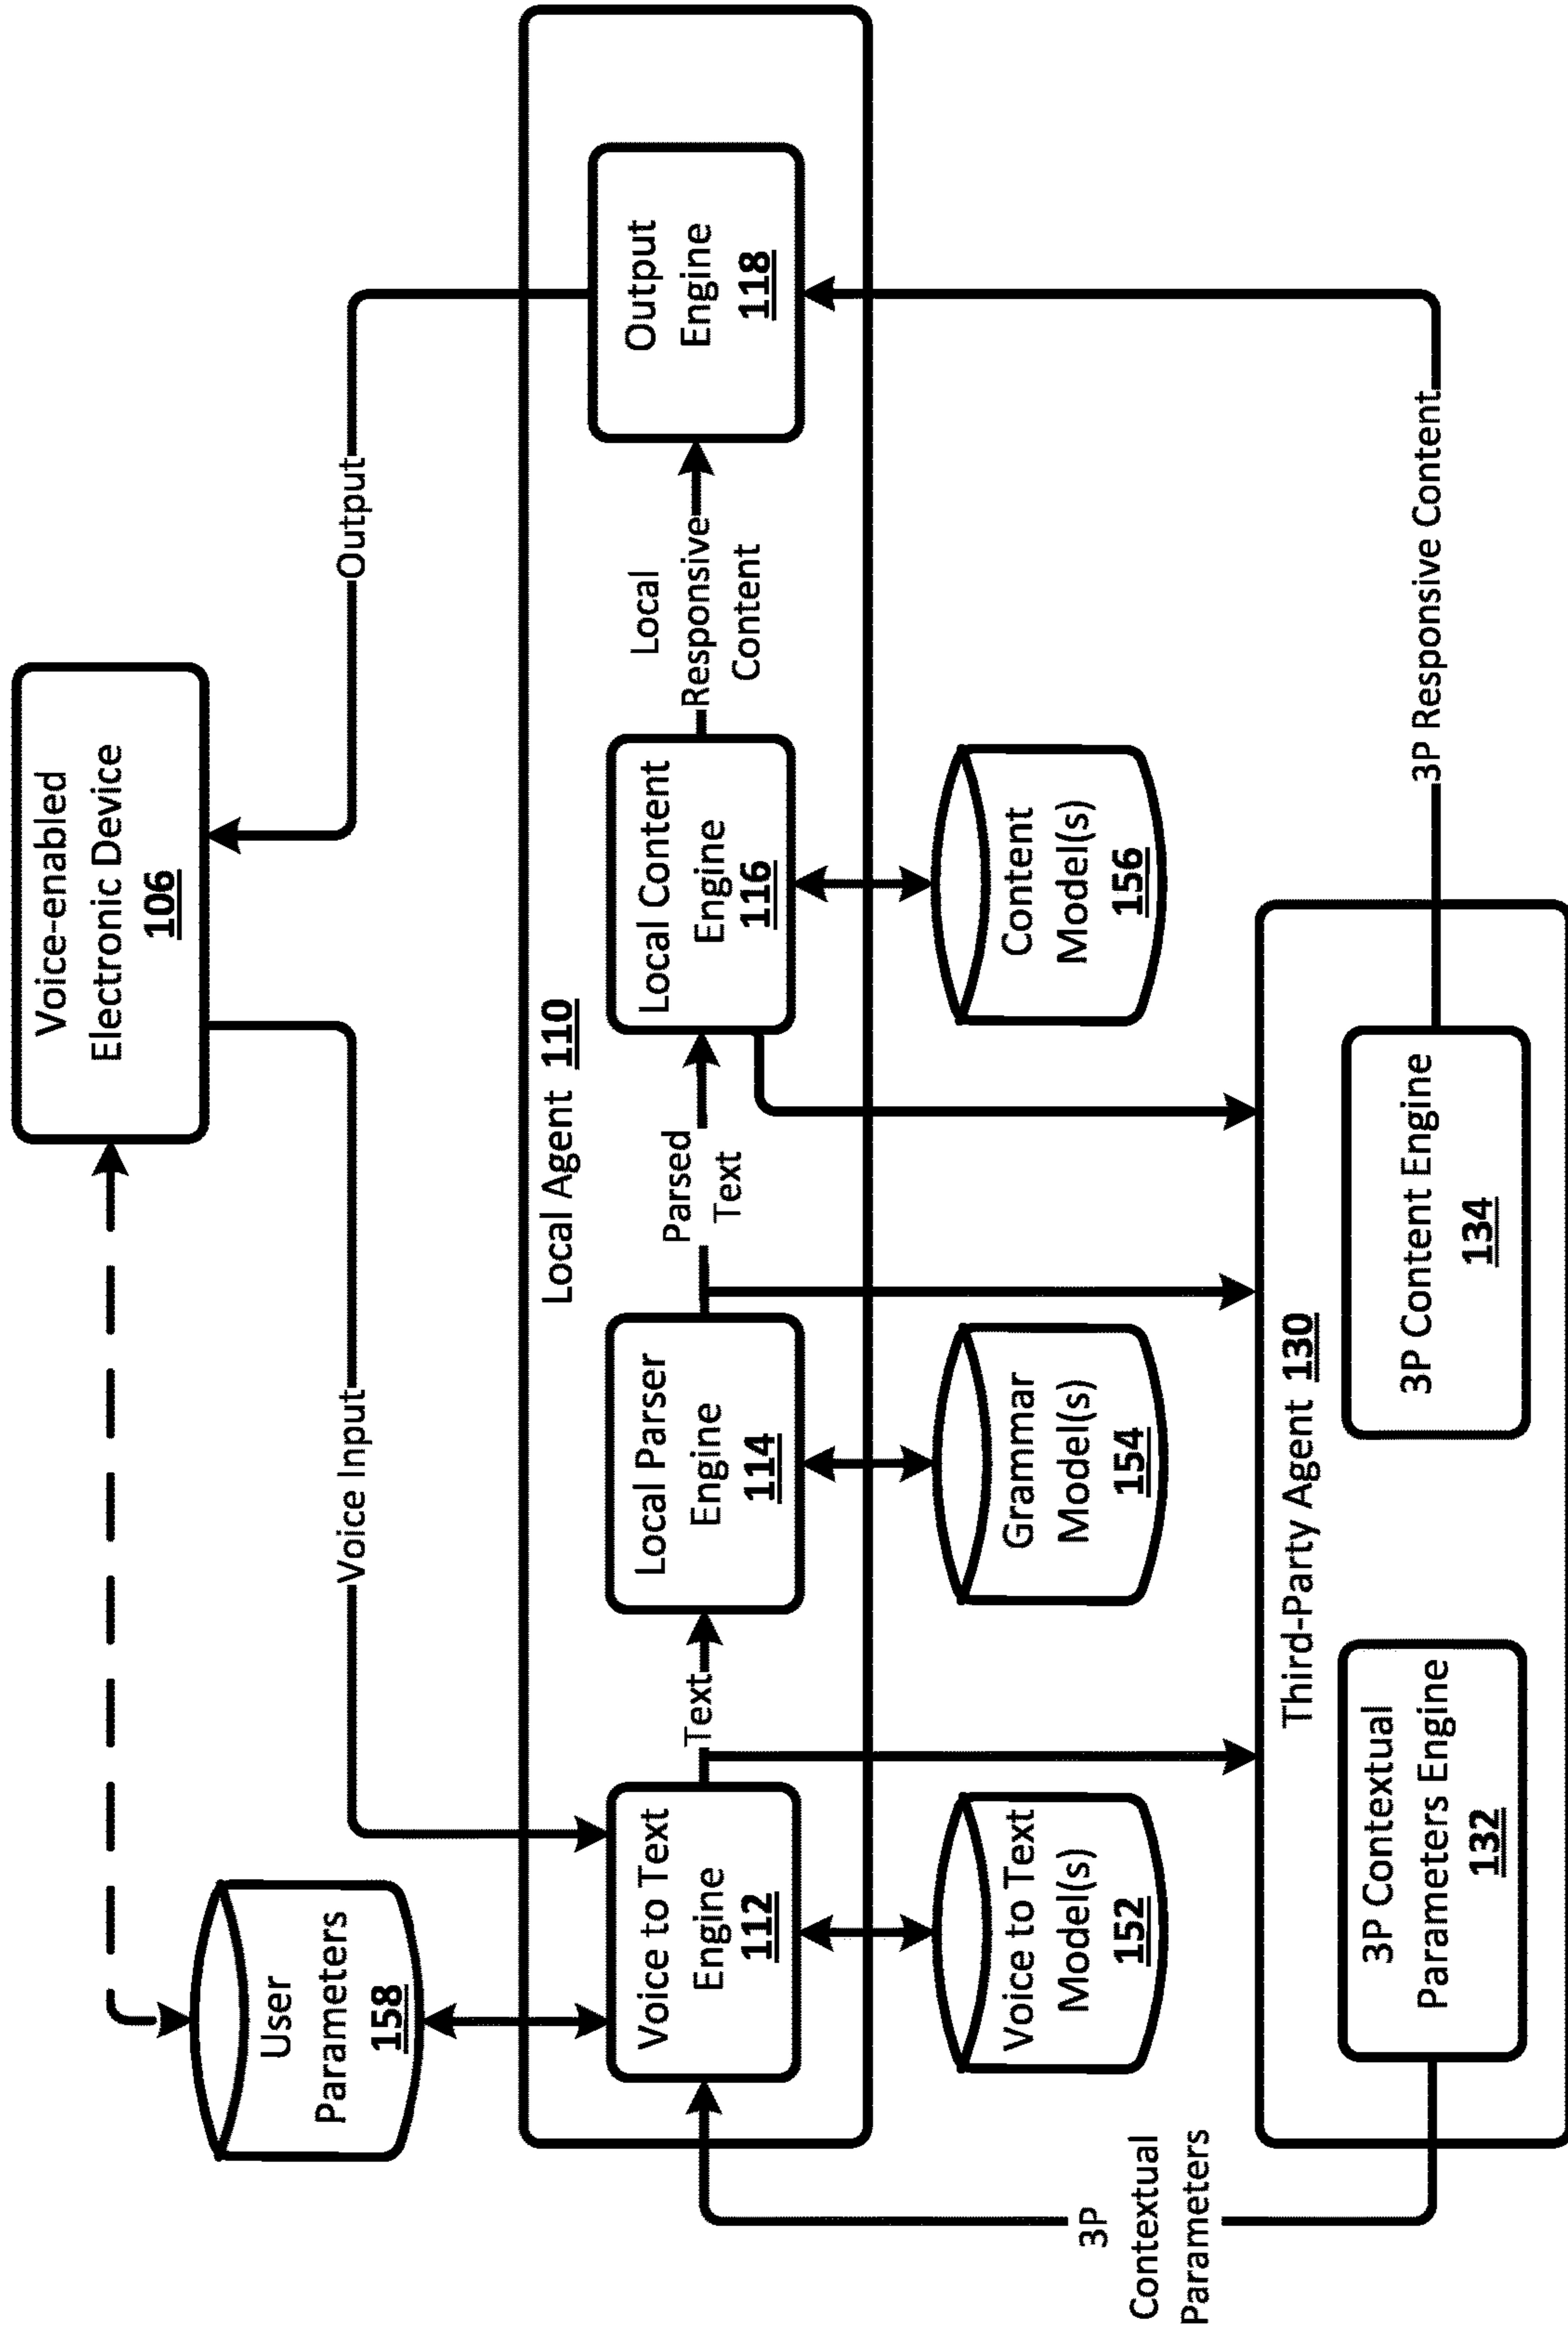 Voice-enabled
Electronic Device
106
User
Parameters
158
Voice Input
Output
Local Agent 110
Voice to Text
Engine
112
Text
Local Parser
Engine
114
Parsed
Text
Local Content
Engine
116
Local
Responsive
Content
Output
Engine
118
Voice to Text
Model(s)
152
Grammar
Model(s)
154
Content
Model(s)
156
3P
Contextual
Parameters
Third-Party Agent 130
3P Contextual
Parameters Engine
132
3P Content Engine
134
3P Responsive Content